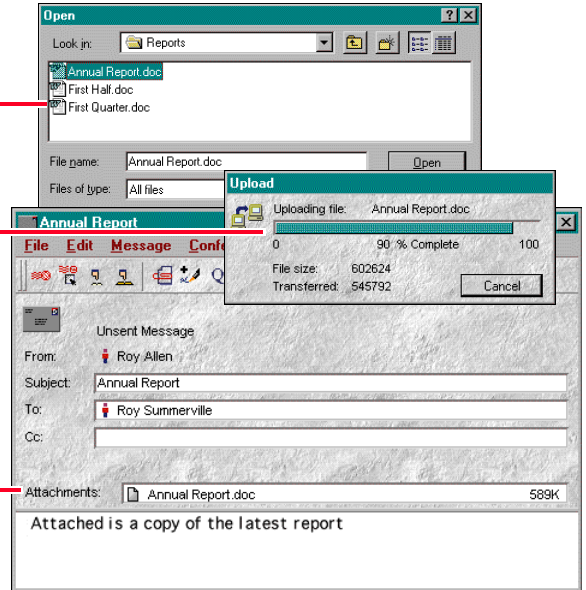 Open
Look in: Reports
Annual Report.doc
First Half.doc
First Quarter.doc
File name: Annual Report.doc Open
Files of type: All files
Upload
Uploading file: Annual Report.doc
0 90 % Complete 100
File size: 602624
Transferred: 545792 Cancel
Annual Report
File Edit Message Confe
Unsent Message
From: Roy Allen
Subject: Annual Report
To: Roy Summerville
Cc:
Attachments: Annual Report.doc 589K
Attached is a copy of the latest report